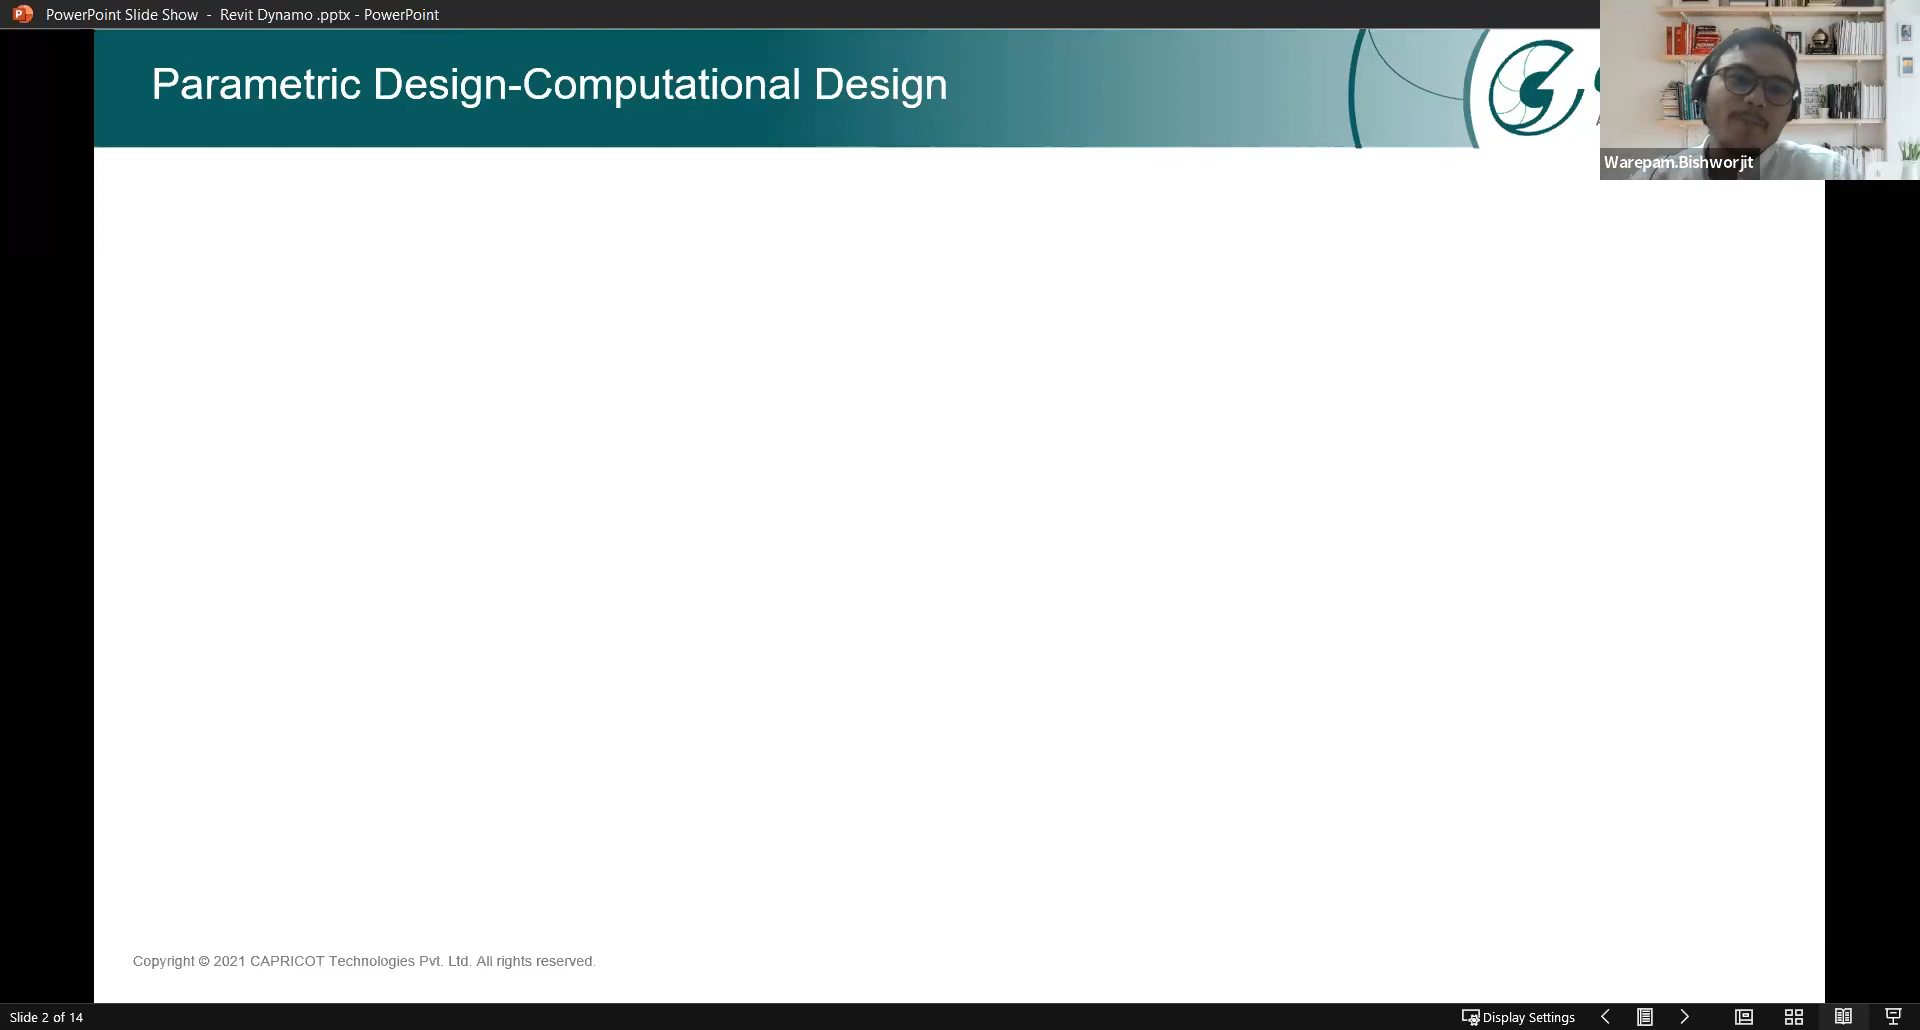 PowerPoint Slide Show - Revit Dynamo .pptx - PowerPoint
Parametric Design-Computational Design
Warepam.Bishworjit
Copyright © 2021 CAPRICOT Technologies Pvt. Ltd. All rights reserved.
Slide 2 of 14
Display Settings